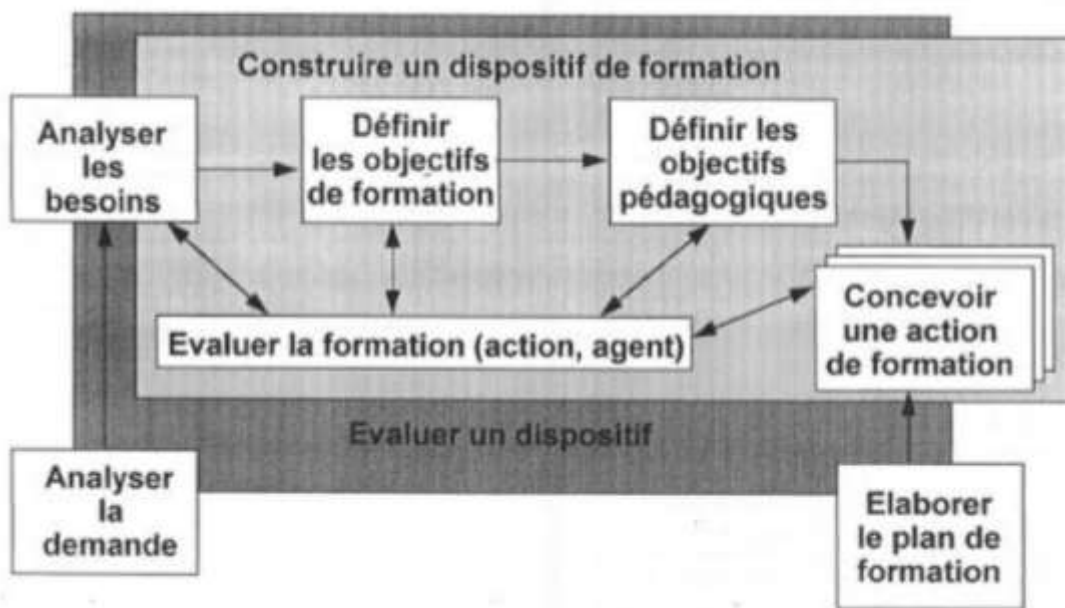 Construire un dispositif de formation
Analyser
les
besoins
Définir
les objectifs
de formation
Définir les
objectifs
pédagogiques
Evaluer la formation (action, agent)
Concevoir
une action
de formation
Evaluer un dispositif
Analyser
la
demande
Elaborer
le plan de
formation